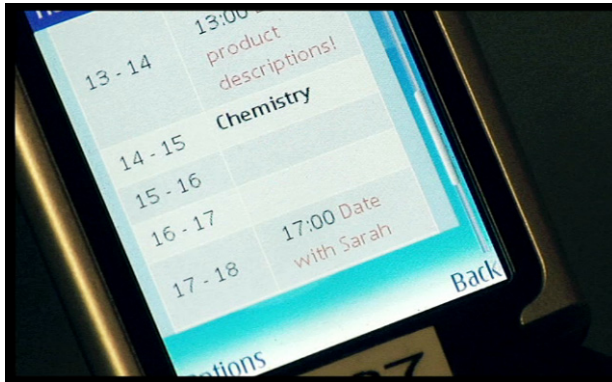 13:00
13 - 14 product
descriptions!
Chemistry
14 - 15
15 - 16
16 - 17
17:00 Date
17 - 18 with Sarah
Back